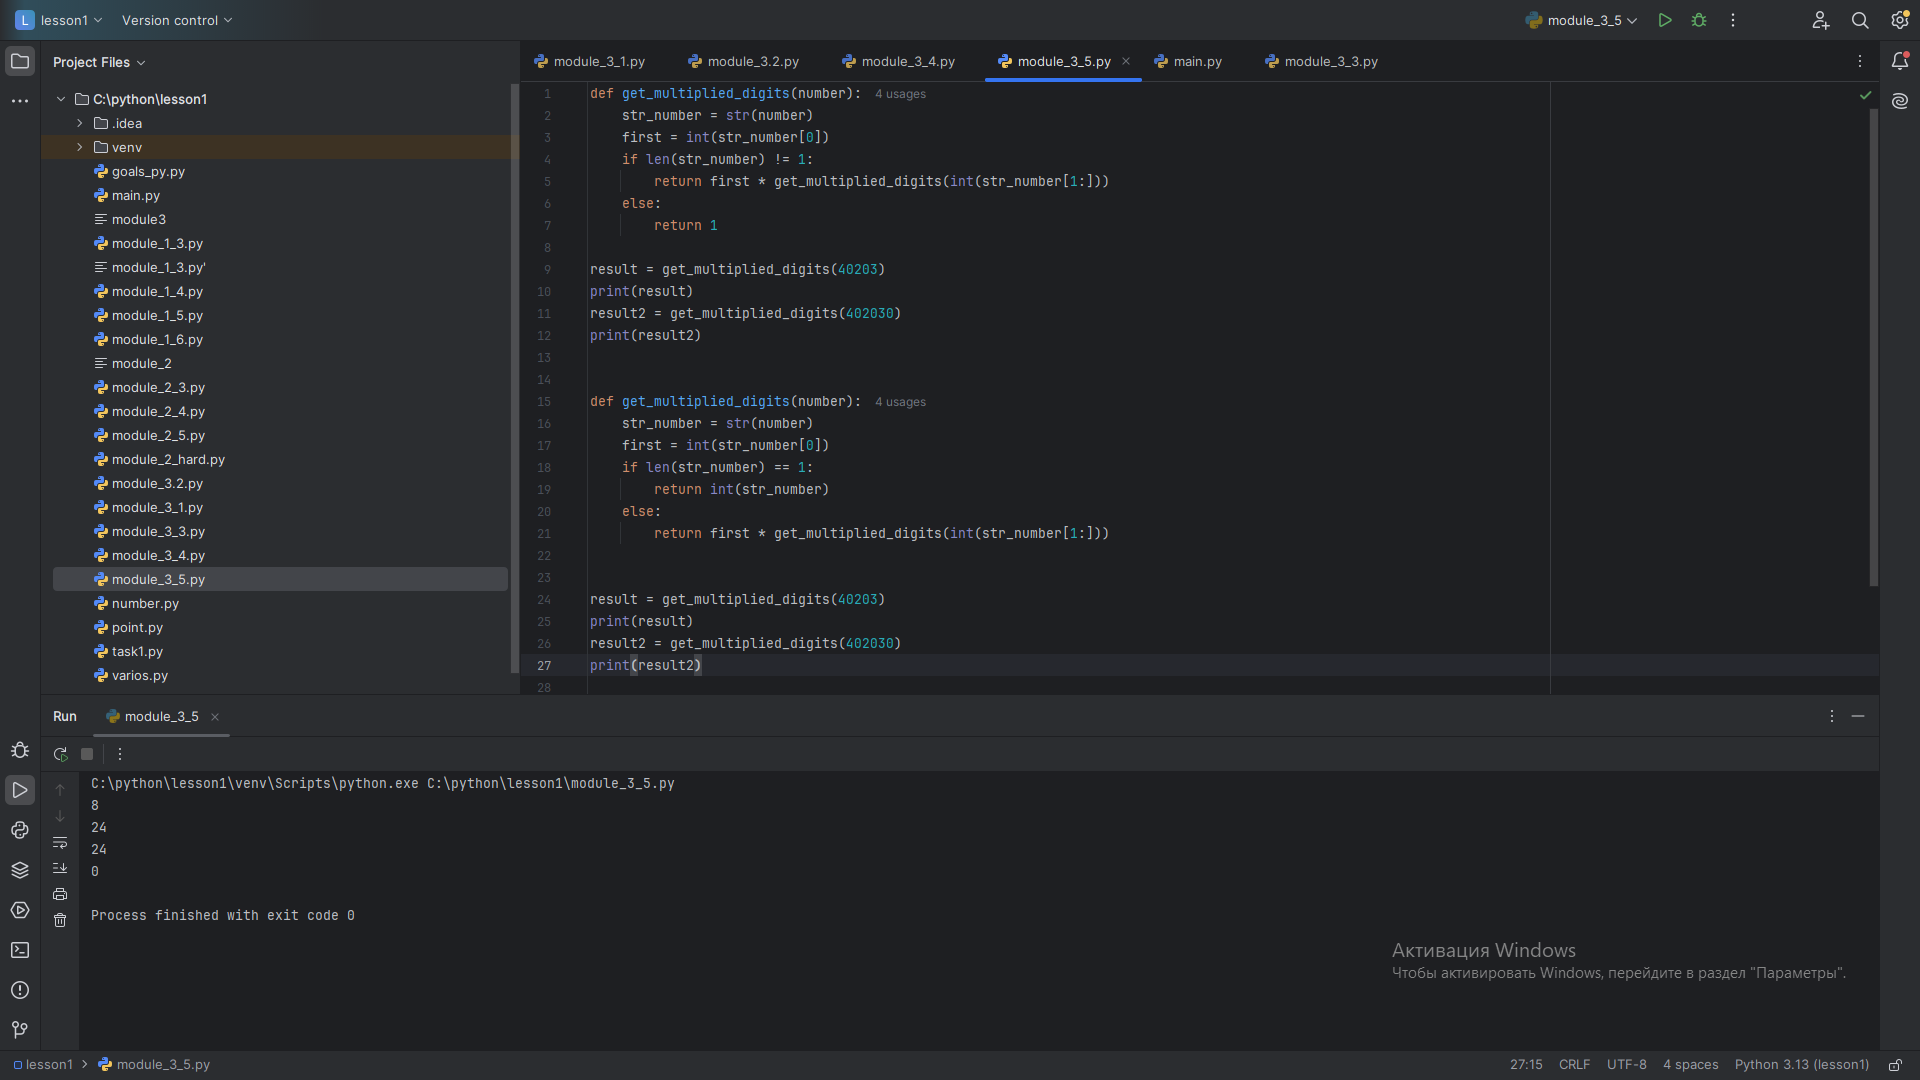 L lesson1 Version control module_3_5
Project Files
C:\python\lesson1
.idea
venv
goals_py.py
main.py
module3
module_1_3.py
module_1_3.py'
module_1_4.py
module_1_5.py
module_1_6.py
module_2
module_2_3.py
module_2_4.py
module_2_5.py
module_2_hard.py
module_3.2.py
module_3_1.py
module_3_3.py
module_3_4.py
module_3_5.py
number.py
point.py
task1.py
varios.py
module_3_1.py module_3.2.py module_3_4.py module_3_5.py main.py module_3_3.py
1 def get_multiplied_digits(number): 4 usages
2 str_number = str(number)
3 first = int(str_number[0])
4 if len(str_number) != 1:
5 return first * get_multiplied_digits(int(str_number[1:]))
6 else:
7 return 1
8
9 result = get_multiplied_digits(40203)
10 print(result)
11 result2 = get_multiplied_digits(402030)
12 print(result2)
13
14
15 def get_multiplied_digits(number): 4 usages
16 str_number = str(number)
17 first = int(str_number[0])
18 if len(str_number) == 1:
19 return int(str_number)
20 else:
21 return first * get_multiplied_digits(int(str_number[1:]))
22
23
24 result = get_multiplied_digits(40203)
25 print(result)
26 result2 = get_multiplied_digits(402030)
27 print(result2)
28
Run module_3_5
C:\python\lesson1\venv\Scripts\python.exe C:\python\lesson1\module_3_5.py
8
24
24
0
Process finished with exit code 0
Активация Windows
Чтобы активировать Windows, перейдите в раздел "Параметры".
lesson1 module_3_5.py 27:15 CRLF UTF-8 4 spaces Python 3.13 (lesson1)